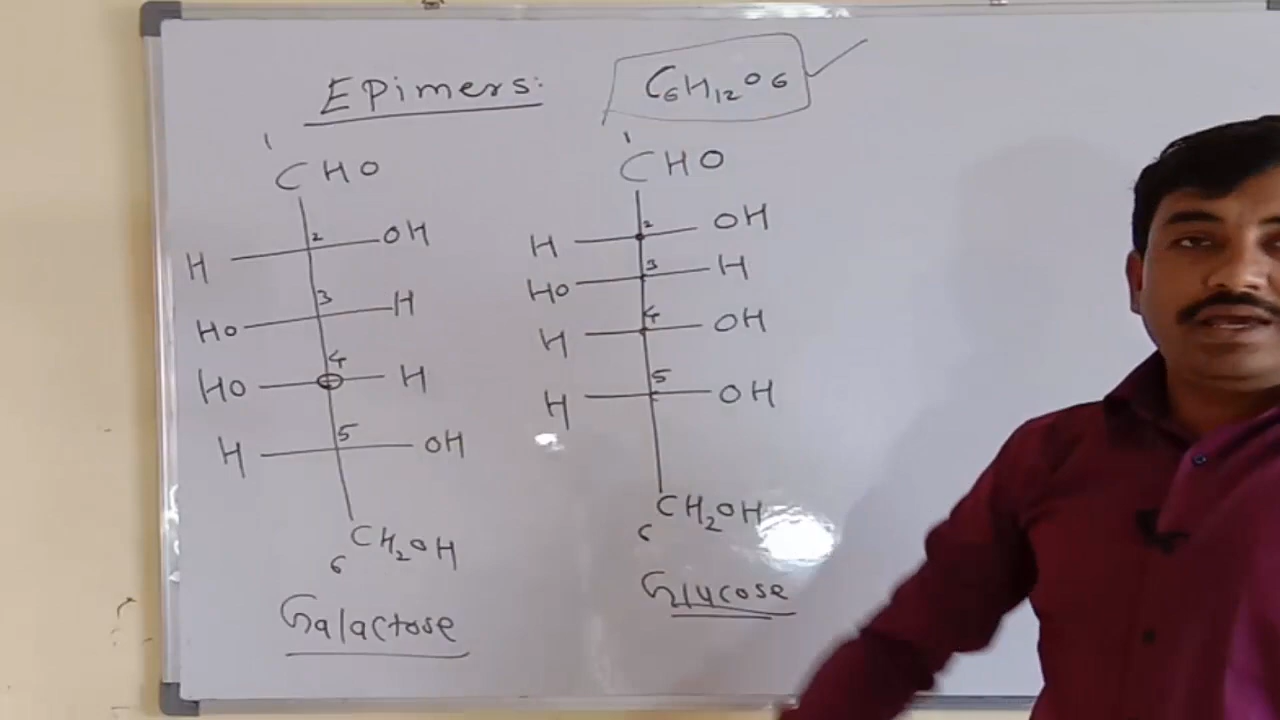 EPimers:
C6H12O6
1
CHO
H 2 OH
HO 3 H
HO 4 H
H 5 OH
6 CH2OH
Galactose
1
CHO
H 2 OH
HO 3 H
H 4 OH
H 5 OH
6 CH2OH
Glucose